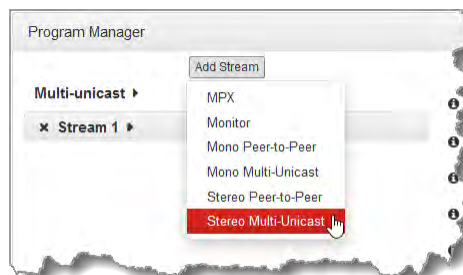 Program Manager
Add Stream
Multi-unicast
MPX
Monitor
× Stream 1
Mono Peer-to-Peer
Mono Multi-Unicast
Stereo Peer-to-Peer
Stereo Multi-Unicast